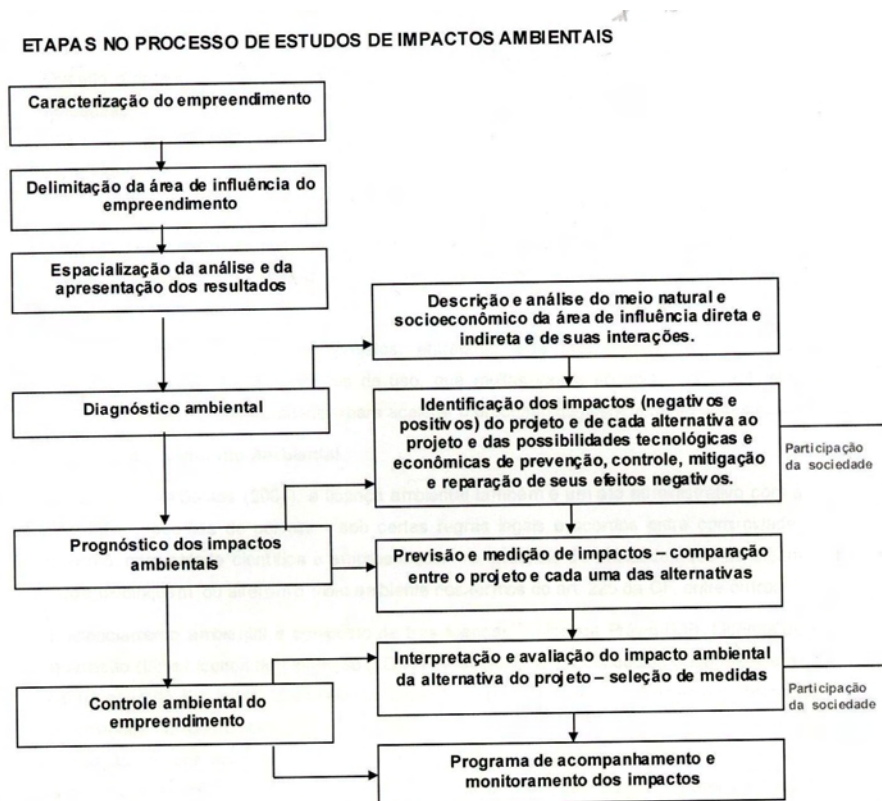 ETAPAS NO PROCESSO DE ESTUDOS DE IMPACTOS AMBIENTAIS
Caracterização do empreendimento
Delimitação da área de influência do
empreendimento
Espacialização da análise e da
apresentação dos resultados
Descrição e análise do meio natural e
socioeconômico da área de influência direta e
indireta e de suas interações.
Diagnóstico ambiental
Identificação dos impactos (negativos e
positivos) do projeto e de cada alternativa ao
projeto e das possibilidades tecnológicas e
econômicas de prevenção, controle, mitigação
e reparação de seus efeitos negativos.
Participação
da sociedade
Prognóstico dos impactos
ambientais
Previsão e medição de impactos – comparação
entre o projeto e cada uma das alternativas
Interpretação e avaliação do impacto ambiental
da alternativa do projeto – seleção de medidas
Participação
da sociedade
Controle ambiental do
empreendimento
Programa de acompanhamento e
monitoramento dos impactos